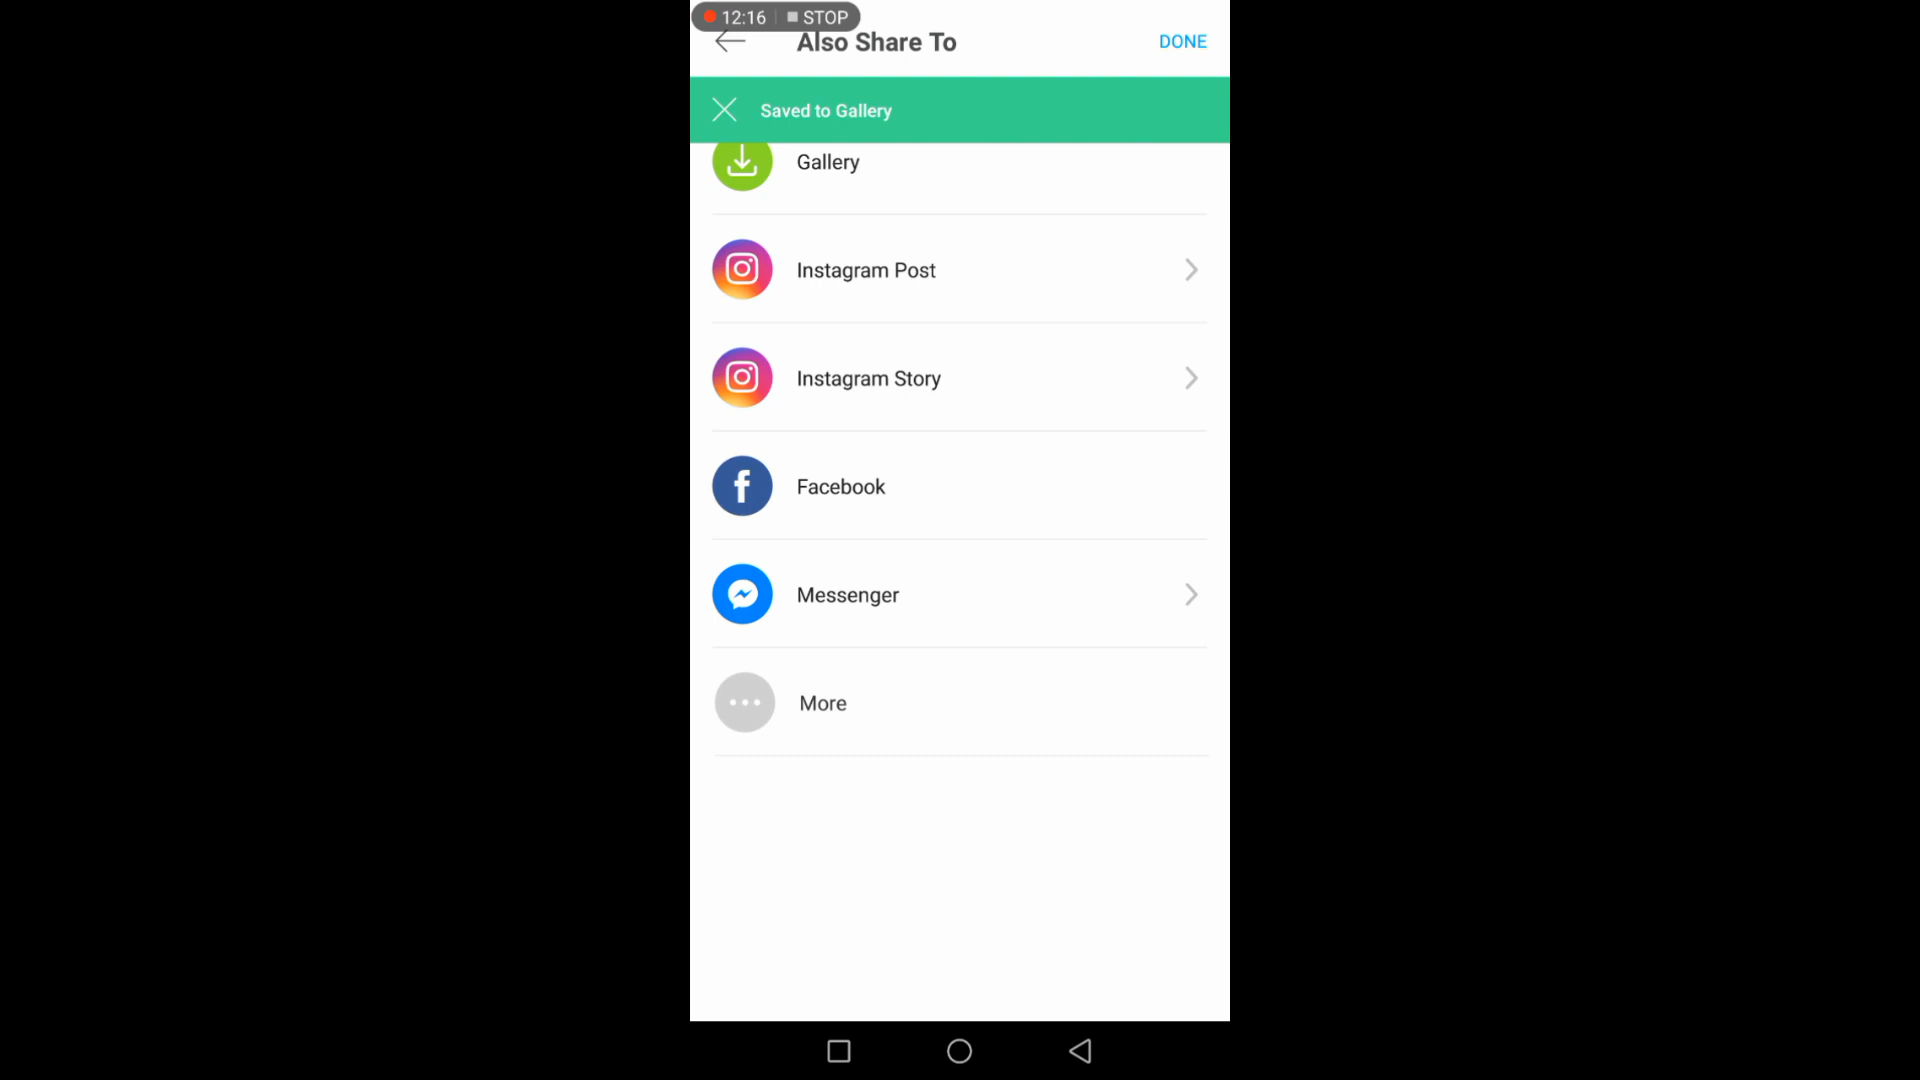 12:16 STOP
Also Share To
DONE
Saved to Gallery
Gallery
Instagram Post
Instagram Story
Facebook
Messenger
More